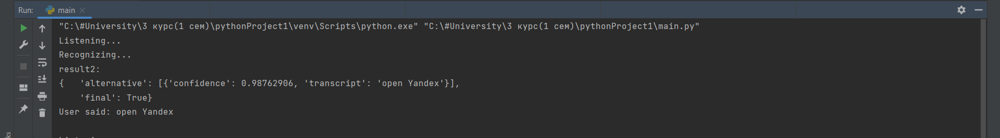 Run: main
"C:\#University\3 курс(1 сем)\pythonProject1\venv\Scripts\python.exe" "C:\#University\3 курс(1 сем)\pythonProject1\main.py"
Listening...
Recognizing...
result2:
{   'alternative': [{'confidence': 0.98762906, 'transcript': 'open Yandex'}],
    'final': True}
User said: open Yandex